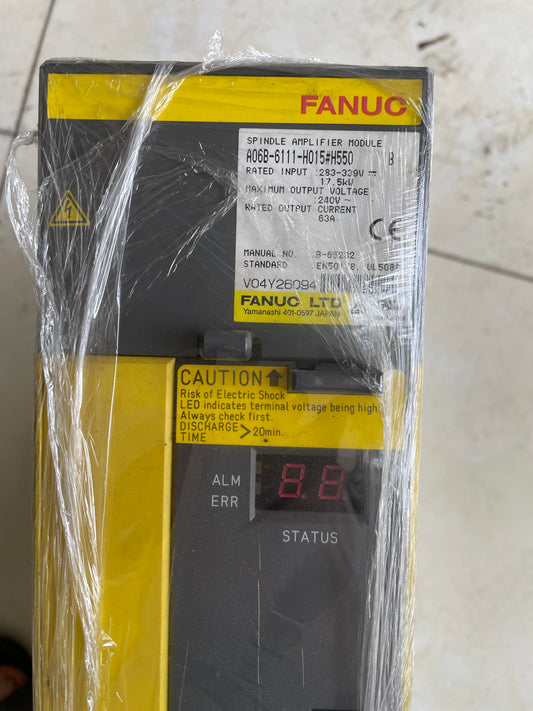 FANUC
SPINDLE AMPLIFIER MODULE
A06B-6111-H015#H550 B
RATED INPUT :283-339V
17.5kW
MAXIMUM OUTPUT VOLTAGE
:240V ~
RATED OUTPUT CURRENT
63A
CE
MANUAL NO.
STANDARD
V04Y26094
FANUC LTD
Yamanashi 401-0597 JAPAN
CAUTION
Risk of Electric Shock
LED indicates terminal voltage being high.
Always check first.
DISCHARGE
TIME >20min.
ALM
ERR
8.8
STATUS